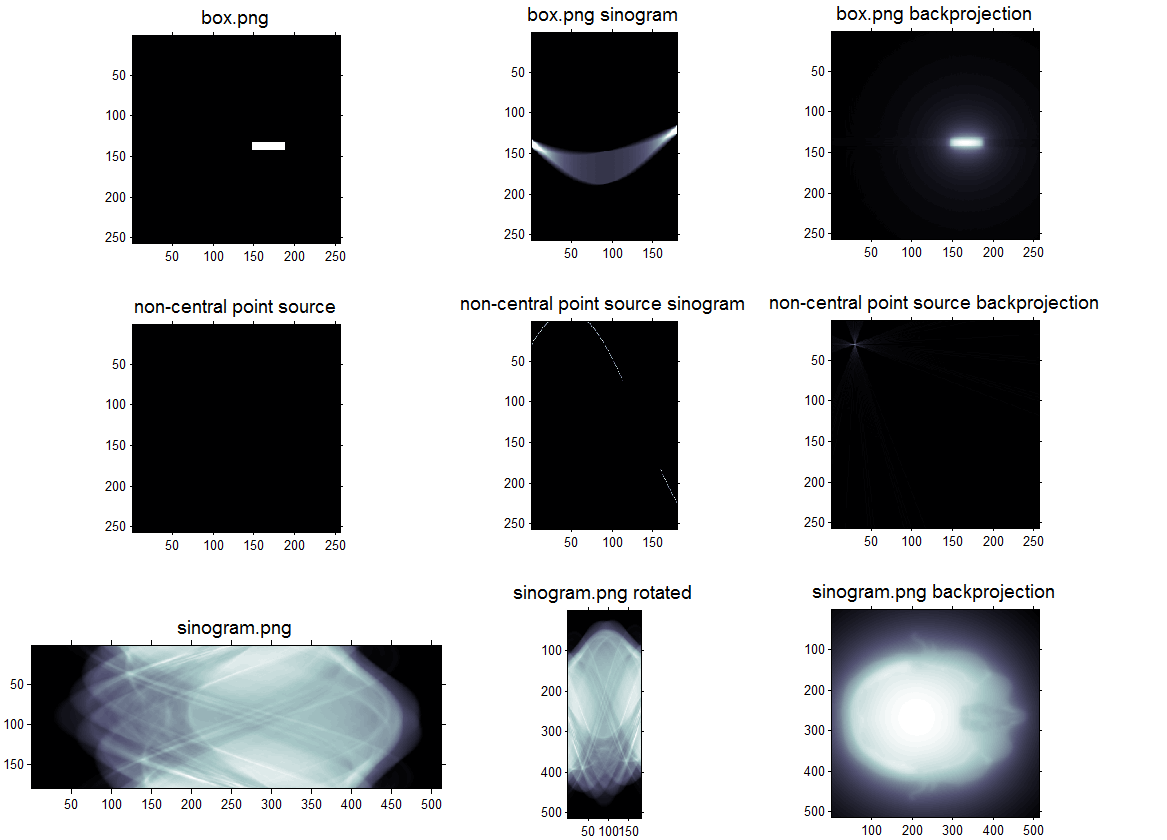 box.png
box.png sinogram
box.png backprojection
50
100
150
200
250
50 100 150 200 250
50
100
150
200
250
50 100 150
50
100
150
200
250
50 100 150 200 250
non-central point source
non-central point source sinogram
non-central point source backprojection
50
100
150
200
250
50 100 150 200 250
50
100
150
200
250
50 100 150
50
100
150
200
250
50 100 150 200 250
sinogram.png
sinogram.png rotated
sinogram.png backprojection
50
100
150
50 100 150 200 250 300 350 400 450 500
100
200
300
400
500
50 100 150
100
200
300
400
500
100 200 300 400 500